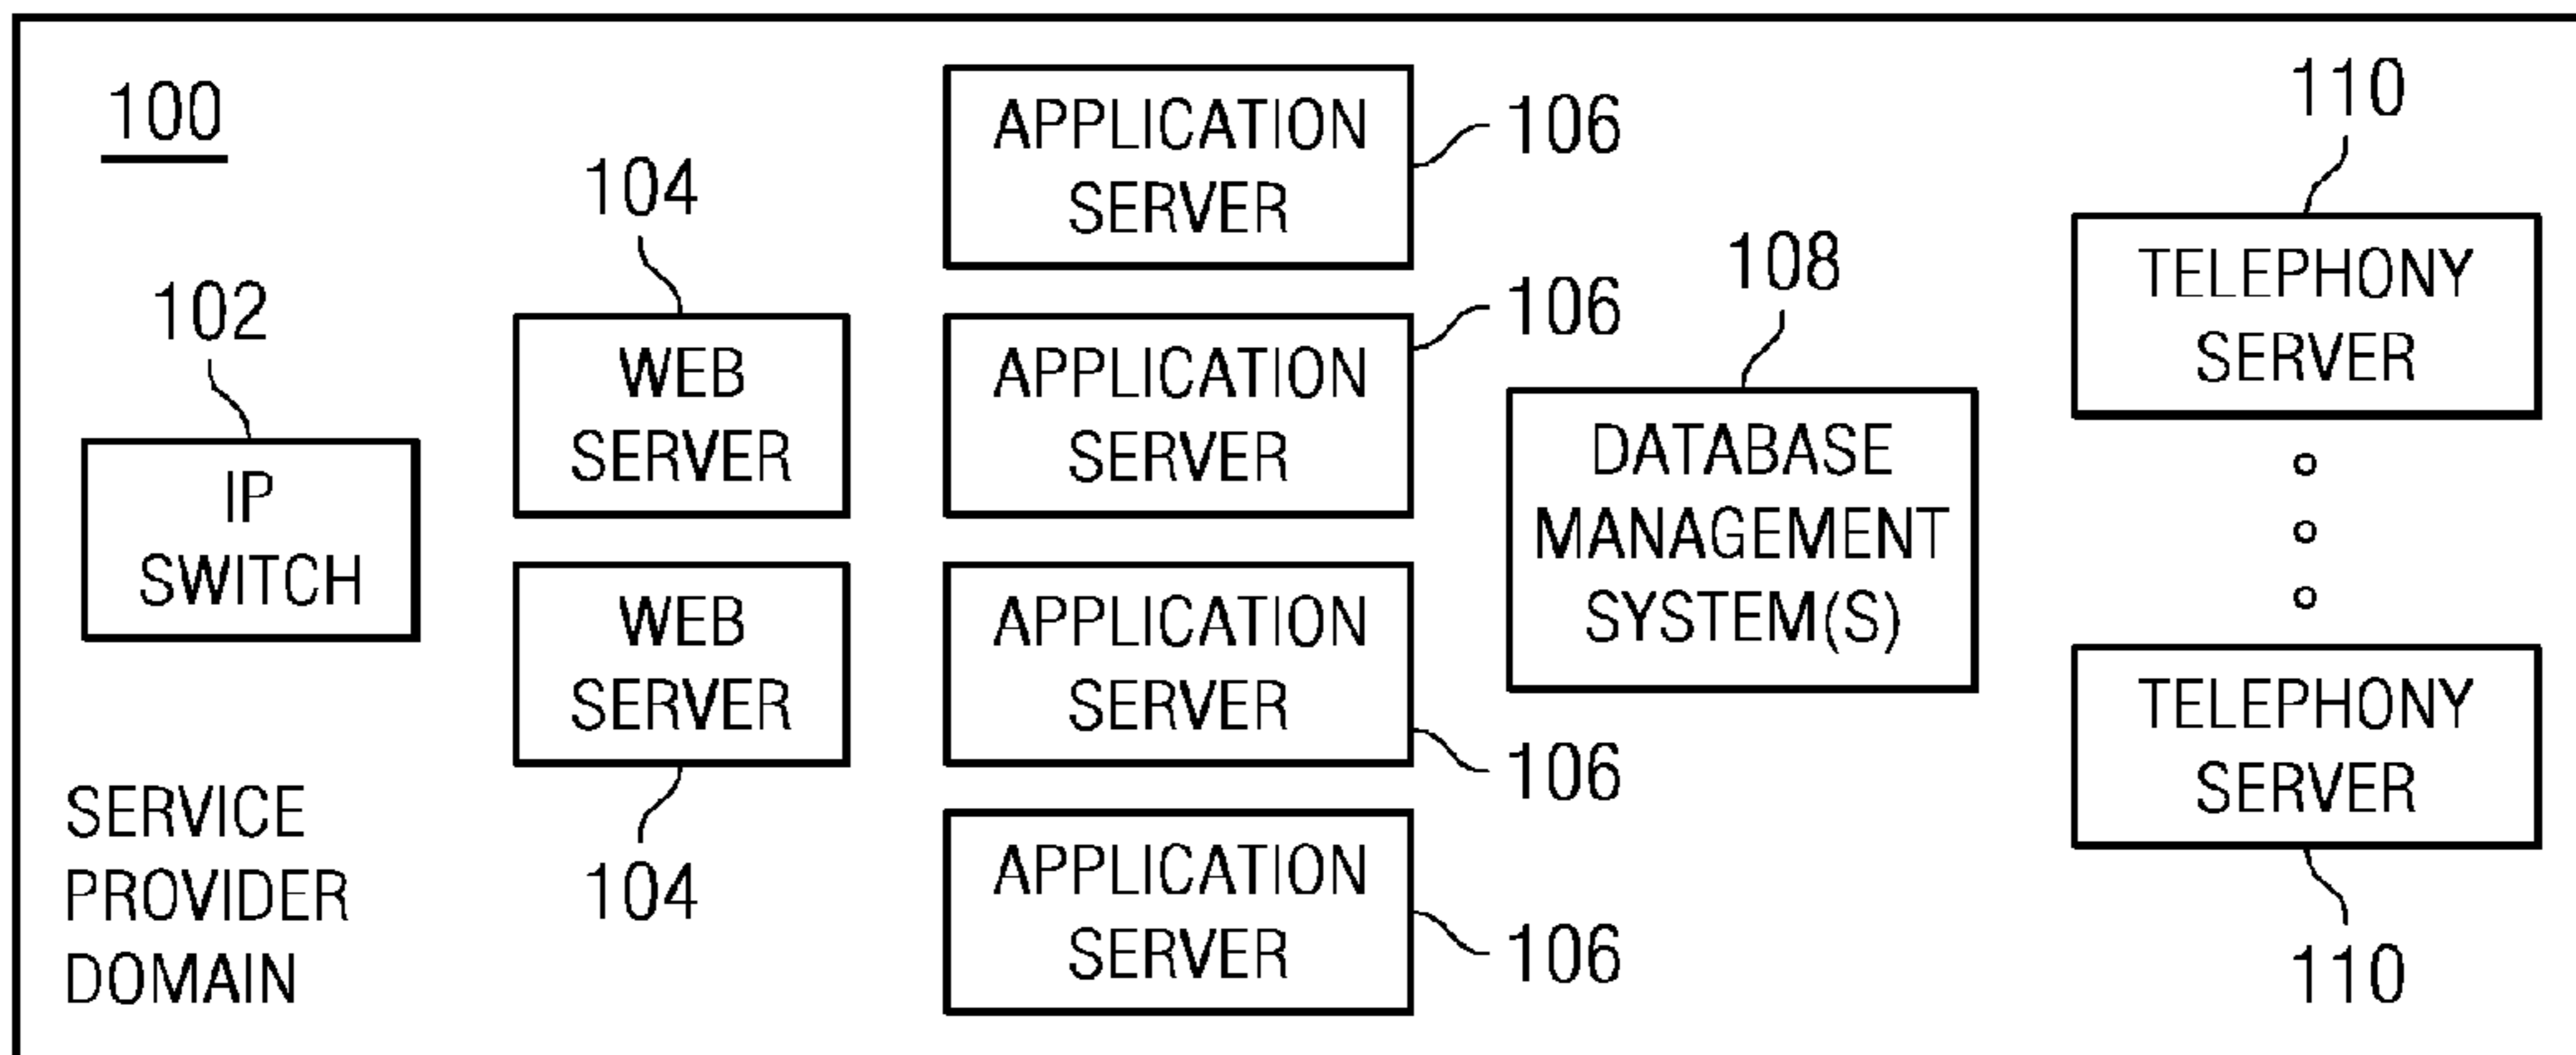 100
102
IP
SWITCH
SERVICE
PROVIDER
DOMAIN
104
WEB
SERVER
WEB
SERVER
104
APPLICATION
SERVER
106
APPLICATION
SERVER
106
APPLICATION
SERVER
106
APPLICATION
SERVER
106
108
DATABASE
MANAGEMENT
SYSTEM(S)
110
TELEPHONY
SERVER
TELEPHONY
SERVER
110